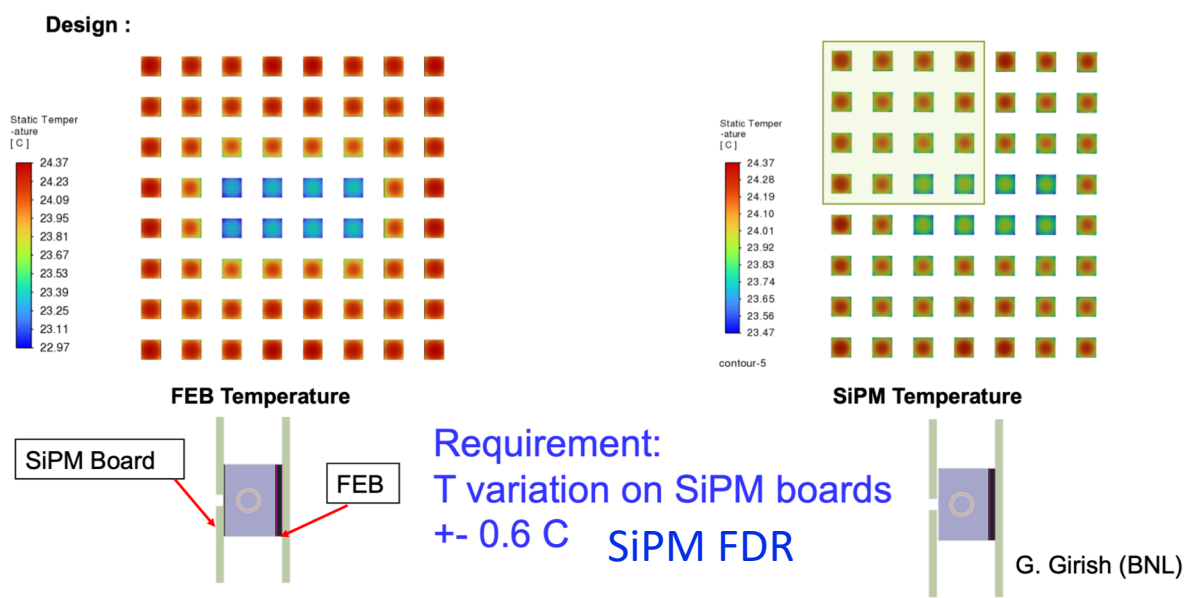 Design :
Static Temper
-ature
[ C ]
24.37
24.23
24.09
23.95
23.81
23.67
23.53
23.39
23.25
23.11
22.97
Static Temper
-ature
[ C ]
24.37
24.28
24.19
24.10
24.01
23.92
23.83
23.74
23.65
23.56
23.47
contour-5
FEB Temperature
SiPM Temperature
SiPM Board
FEB
Requirement:
T variation on SiPM boards
+- 0.6 C
SiPM FDR
G. Girish (BNL)